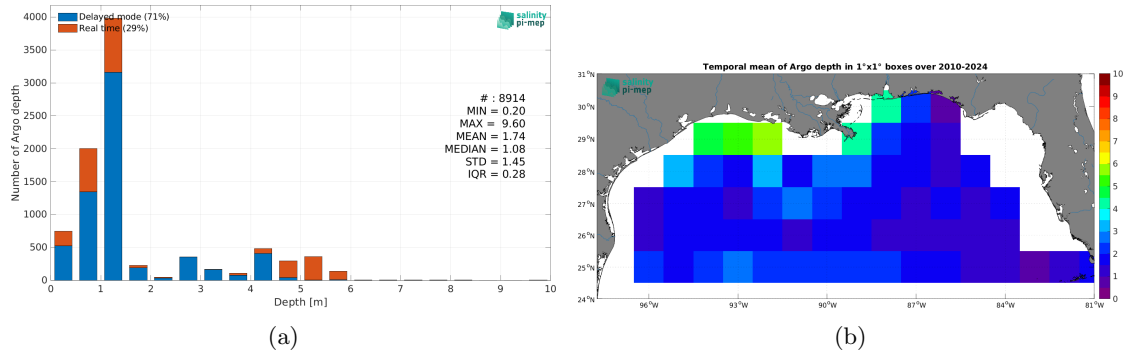 Delayed mode (71%)
Real time (29%)
salinity
pi-mep
4000
3500
3000
2500
2000
1500
1000
500
0
Number of Argo depth
# : 8914
MIN = 0.20
MAX = 9.60
MEAN = 1.74
MEDIAN = 1.08
STD = 1.45
IQR = 0.28
0 1 2 3 4 5 6 7 8 9 10
Depth [m]
(a)
Temporal mean of Argo depth in 1°x1° boxes over 2010-2024
salinity
pi-mep
31°N
30°N
29°N
28°N
27°N
26°N
25°N
24°N
96°W 93°W 90°W 87°W 84°W 81°W
10
9
8
7
6
5
4
3
2
1
0
(b)